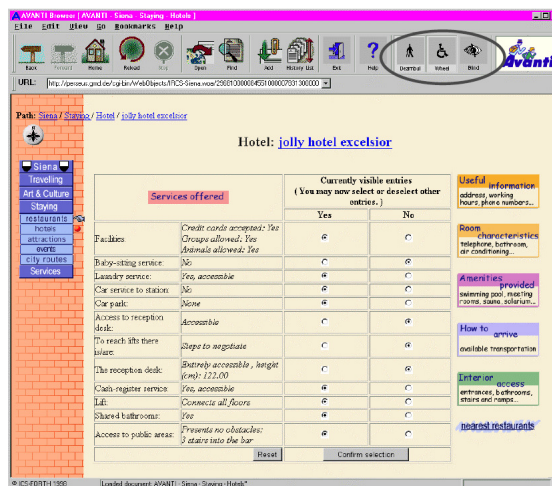 AVANTI Browser [ AVANTI - Siena - Staying - Hotels ]
File Edit View Go Bookmarks Help
Back Forward Home Reload Stop Open Find Add History List Exit Help Deambul Wheel Blind
Avanti
URL:
Path: Siena / Staying / Hotel / jolly hotel excelsior
Hotel: jolly hotel excelsior
Siena
Travelling
Art & Culture
Staying
restaurants
hotels
attractions
events
city routes
Services
Services offered
Currently visible entries
( You may now select or deselect other
entries. )
Yes No
Facilities
Credit cards accepted: Yes
Groups allowed: Yes
Animals allowed: Yes
Baby-sitting service: No
Laundry service: Yes, accessible
Car service to station: No
Car park: None
Access to reception
desk:
Accessible
To reach lifts there
is/are:
Steps to negotiate
The reception desk:
Entirely accessible , height
(cm): 122.00
Cash-register service: Yes, accessible
Lift: Connects all floors
Shared bathrooms: Yes
Access to public areas:
Presents no obstacles:
3 stairs into the bar
Reset Confirm selection
Useful
information
address, working
hours, phone numbers...
Room
characteristics
telephone, bathroom,
air conditioning...
Amenities
provided
swimming pool, meeting
rooms, sauna, solarium...
How to
arrive
available transportation
Interior
access
entrances, bathrooms,
stairs and ramps...
nearest restaurants
© ICS-FORTH 1998 Loaded document: AVANTI - Siena - Staying - Hotels"